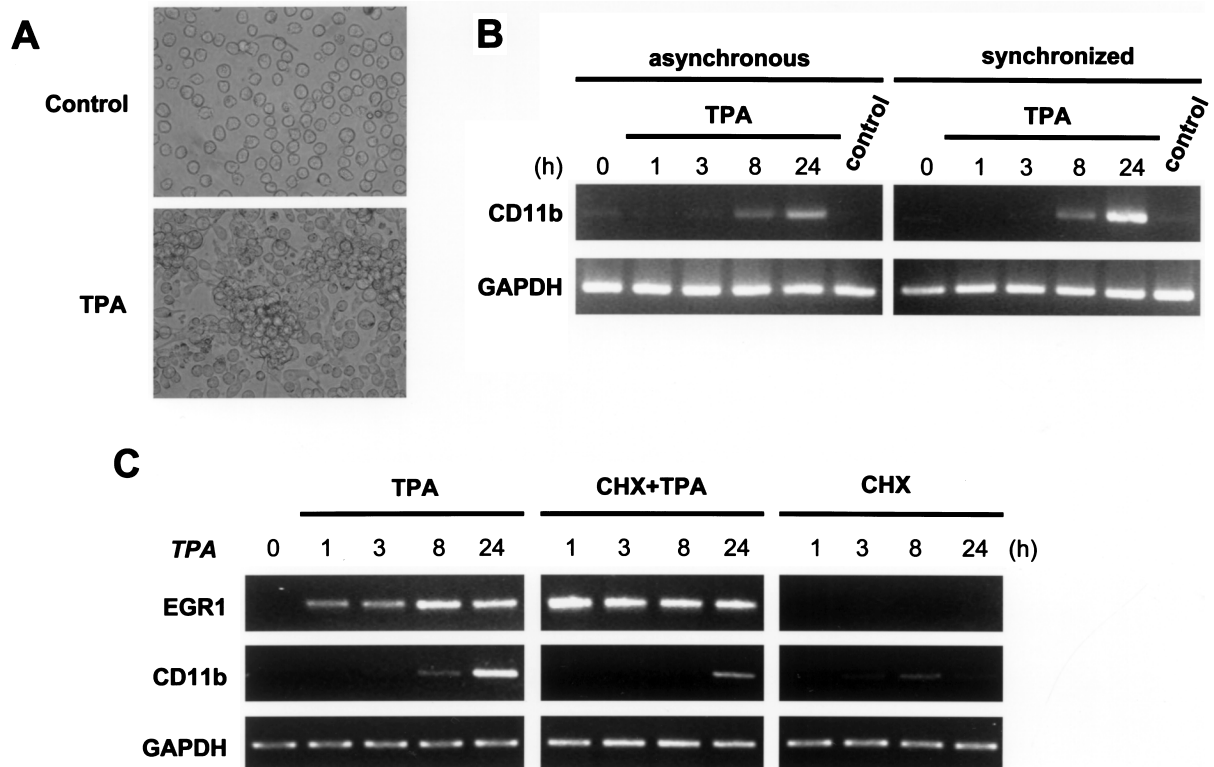 A
Control
TPA
B
asynchronous synchronized
TPA control TPA control
(h) 0 1 3 8 24 0 1 3 8 24
CD11b
GAPDH
C
TPA CHX+TPA CHX
TPA 0 1 3 8 24 1 3 8 24 1 3 8 24 (h)
EGR1
CD11b
GAPDH